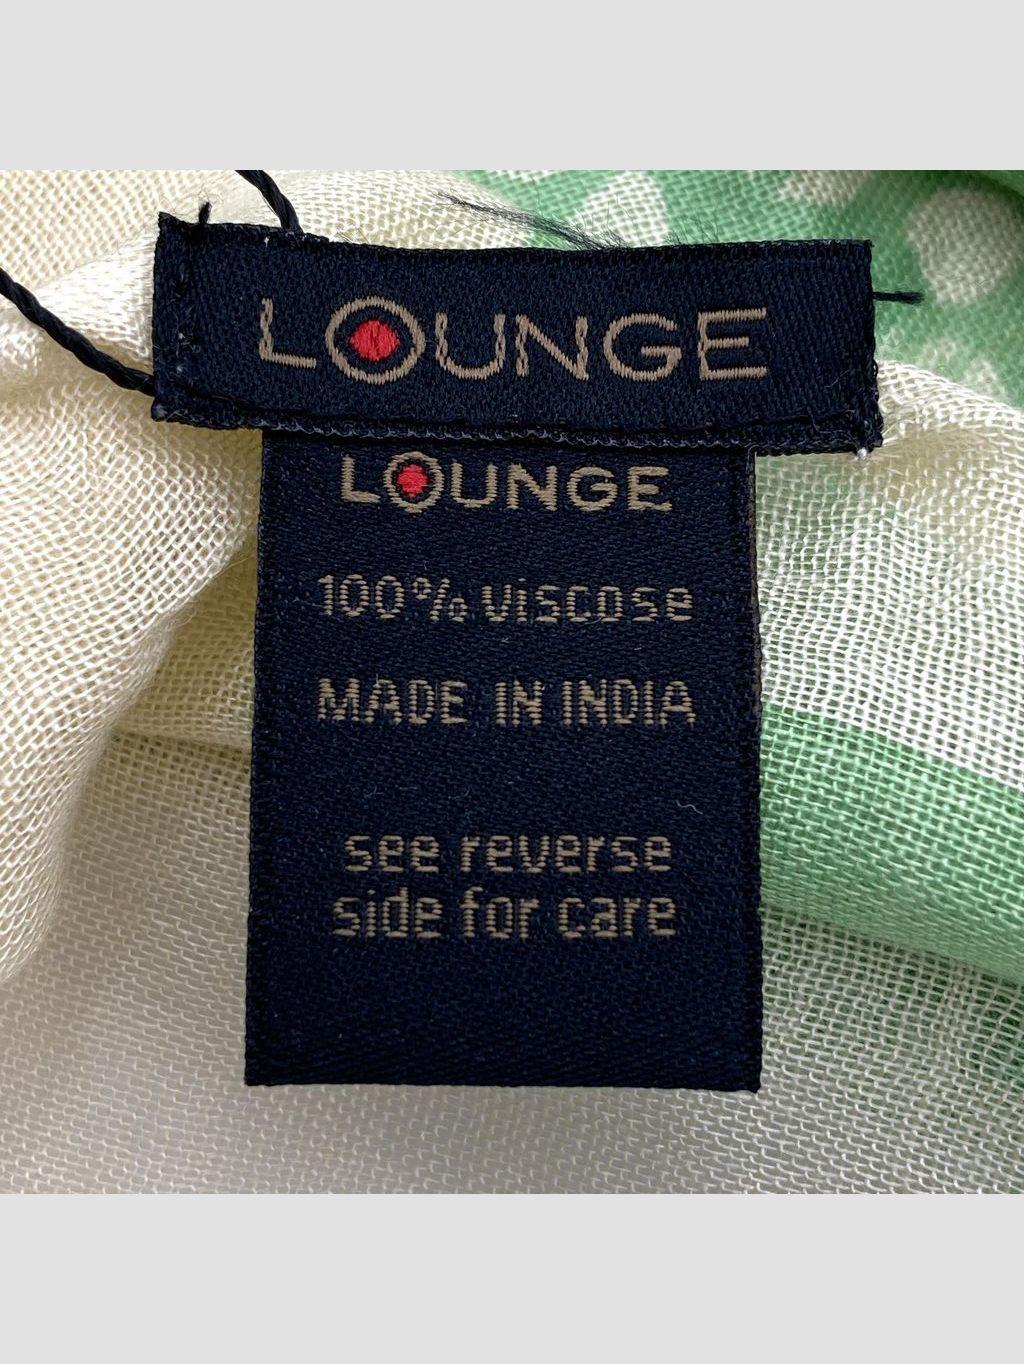 LOUNGE
LOUNGE
100% viscose
MADE IN INDIA
see reverse
side for care